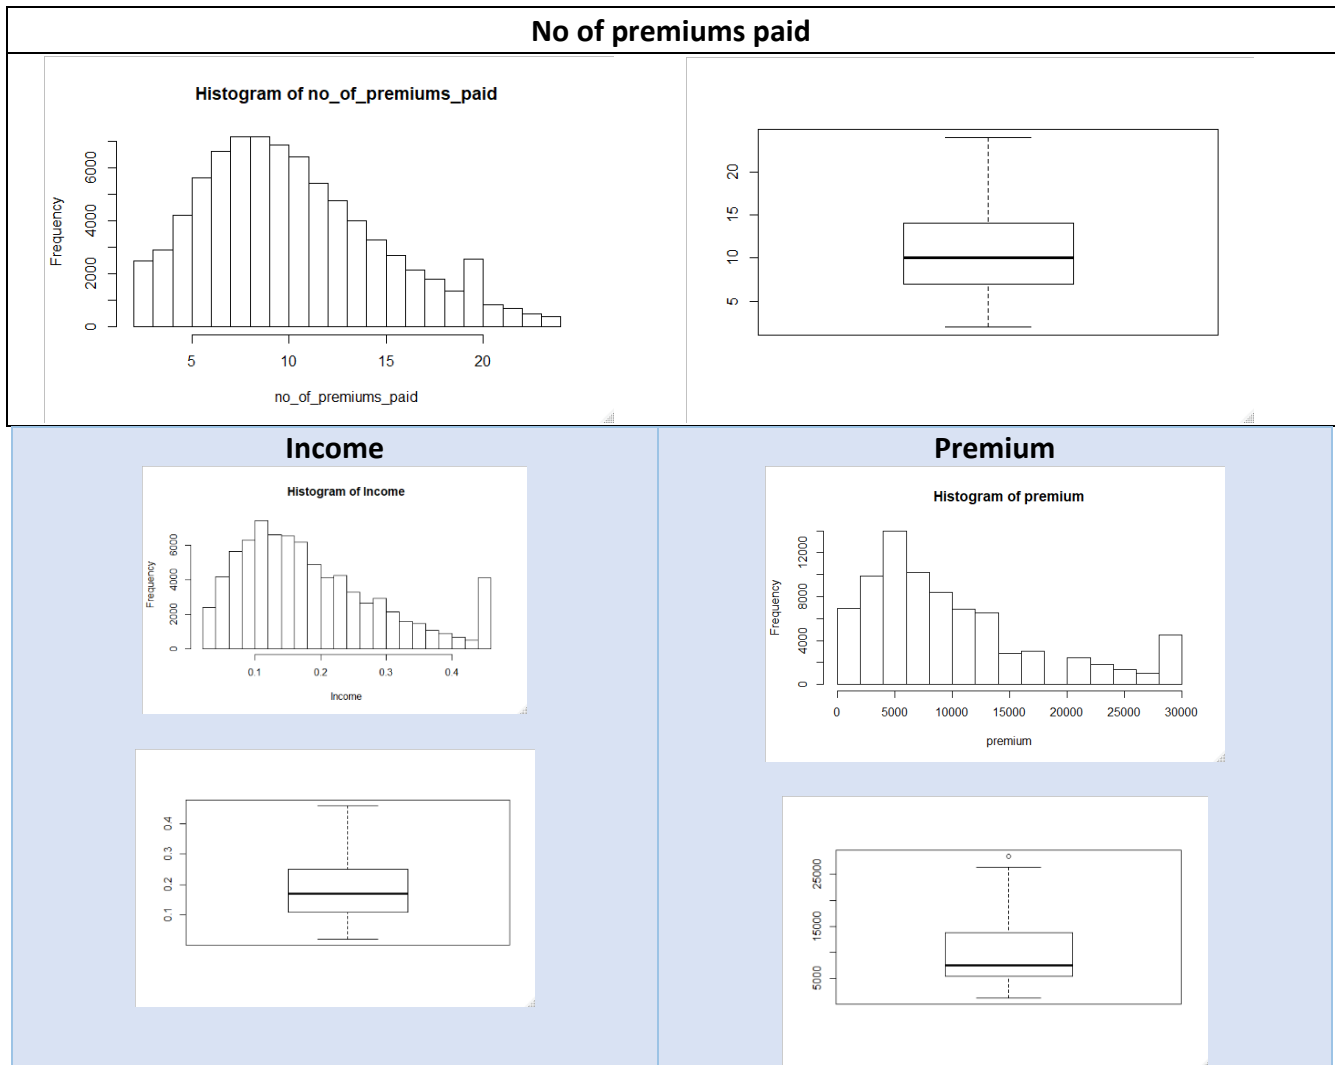 No of premiums paid
Histogram of no_of_premiums_paid
Frequency
0 2000 4000 6000
5 10 15 20
no_of_premiums_paid
5 10 15 20
Income
Histogram of Income
Frequency
0 2000 4000 6000
0.1 0.2 0.3 0.4
Income
0.1 0.2 0.3 0.4
Premium
Histogram of premium
Frequency
0 4000 8000 12000
0 5000 10000 15000 20000 25000 30000
premium
5000 15000 25000